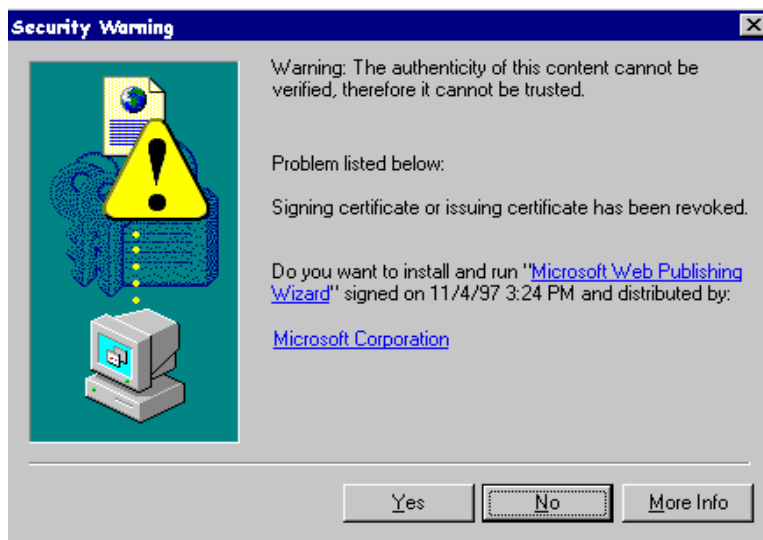 Security Warning
Warning: The authenticity of this content cannot be
verified, therefore it cannot be trusted.
Problem listed below:
Signing certificate or issuing certificate has been revoked.
Do you want to install and run "Microsoft Web Publishing
Wizard" signed on 11/4/97 3:24 PM and distributed by:
Microsoft Corporation
Yes
No
More Info